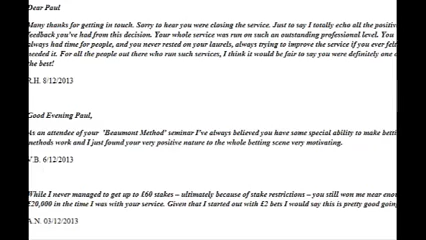 Dear Paul
Many thanks for getting in touch. Sorry to hear you were closing the service. Just to say I totally echo all the positiv
feedback you've had from this decision. Your whole service was run on such an outstanding professional level. You
always had time for people, and you never rested on your laurels, always trying to improve the service if you ever felt
needed it. For all the people out there who run such services, I think it would be fair to say you were definitely one o
the best!
R.H. 8/12/2013
Good Evening Paul,
As an attendee of your 'Beaumont Method' seminar I've always believed you have some special ability to make betti
methods work and I just found your very positive nature to the whole betting scene very motivating.
V.B. 6/12/2013
While I never managed to get up to £60 stakes – ultimately because of stake restrictions – you still won me near enou
£20,000 in the time I was with your service. Given that I started out with £2 bets I would say this is pretty good going
A.N. 03/12/2013